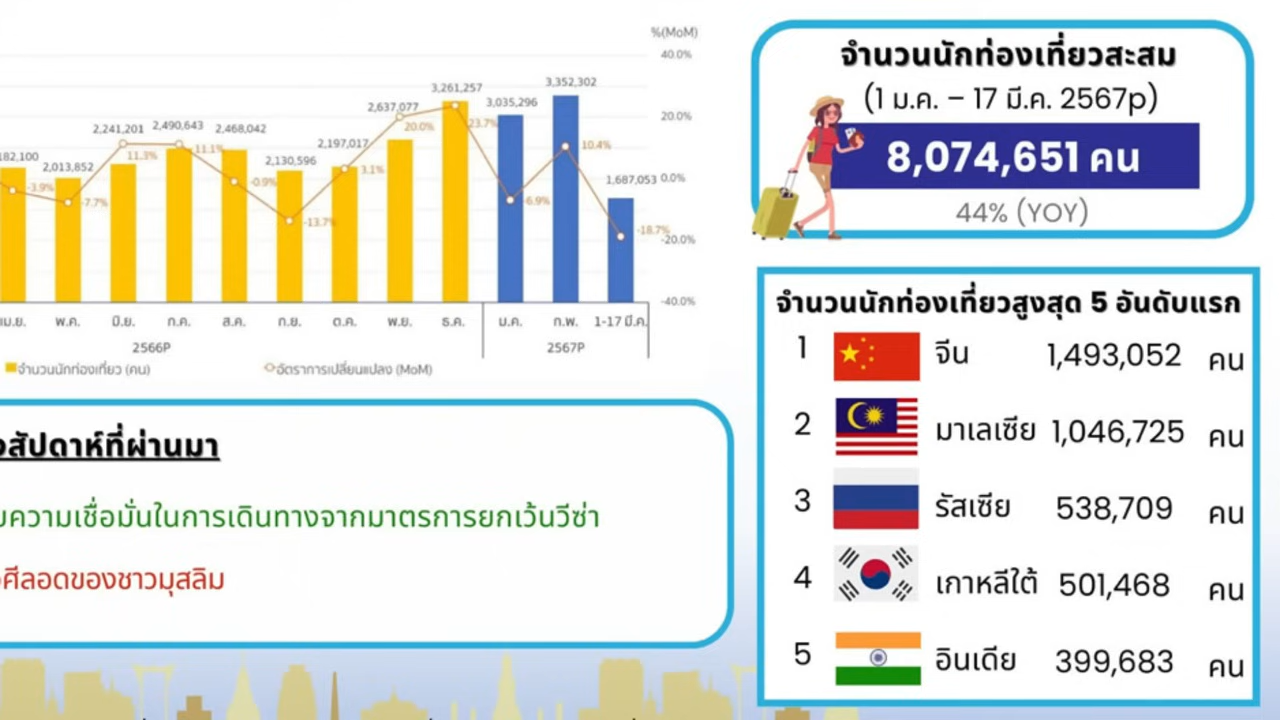 %(MoM)
40.0%
20.0%
0.0%
-20.0%
-40.0%
182,100
2,013,852
2,241,201
2,490,643
2,468,042
2,130,596
2,197,017
2,637,077
3,261,257
3,035,296
3,352,302
1,687,053
-3.9%
-7.7%
11.3%
11.1%
-0.9%
-13.7%
3.1%
20.0%
23.7%
-6.9%
10.4%
-18.7%
เม.ย. พ.ค. มิ.ย. ก.ค. ส.ค. ก.ย. ต.ค. พ.ย. ธ.ค. ม.ค. ก.พ. 1-17 มี.ค.
2566P 2567P
จำนวนนักท่องเที่ยว (คน) อัตราการเปลี่ยนแปลง (MoM)
จำนวนนักท่องเที่ยวสะสม
(1 ม.ค. – 17 มี.ค. 2567p)
8,074,651 คน
44% (YOY)
สัปดาห์ที่ผ่านมา
ความเชื่อมั่นในการเดินทางจากมาตรการยกเว้นวีซ่า
ศีลอดของชาวมุสลิม
จำนวนนักท่องเที่ยวสูงสุด 5 อันดับแรก
1 จีน 1,493,052 คน
2 มาเลเซีย 1,046,725 คน
3 รัสเซีย 538,709 คน
4 เกาหลีใต้ 501,468 คน
5 อินเดีย 399,683 คน